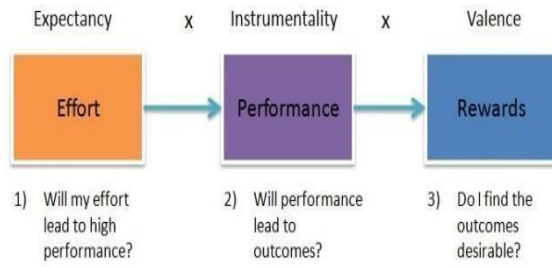 Expectancy x Instrumentality x Valence
Effort Performance Rewards
1) Will my effort
lead to high
performance?
2) Will performance
lead to
outcomes?
3) Do I find the
outcomes
desirable?